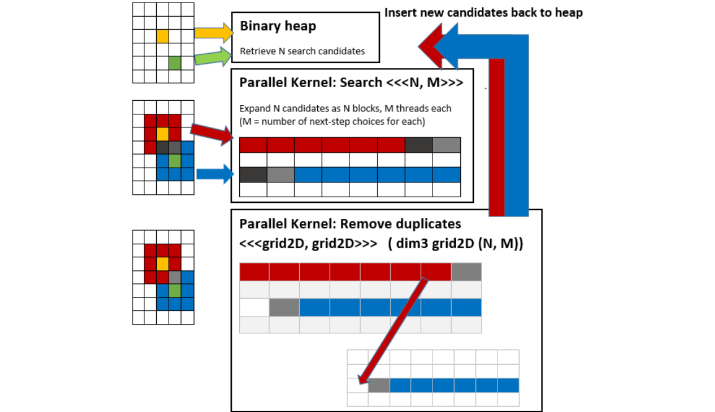 Insert new candidates back to heap
Binary heap
Retrieve N search candidates
Parallel Kernel: Search <<<N, M>>>
Expand N candidates as N blocks, M threads each
(M = number of next-step choices for each)
Parallel Kernel: Remove duplicates
<<<grid2D, grid2D>>>   ( dim3 grid2D (N, M))